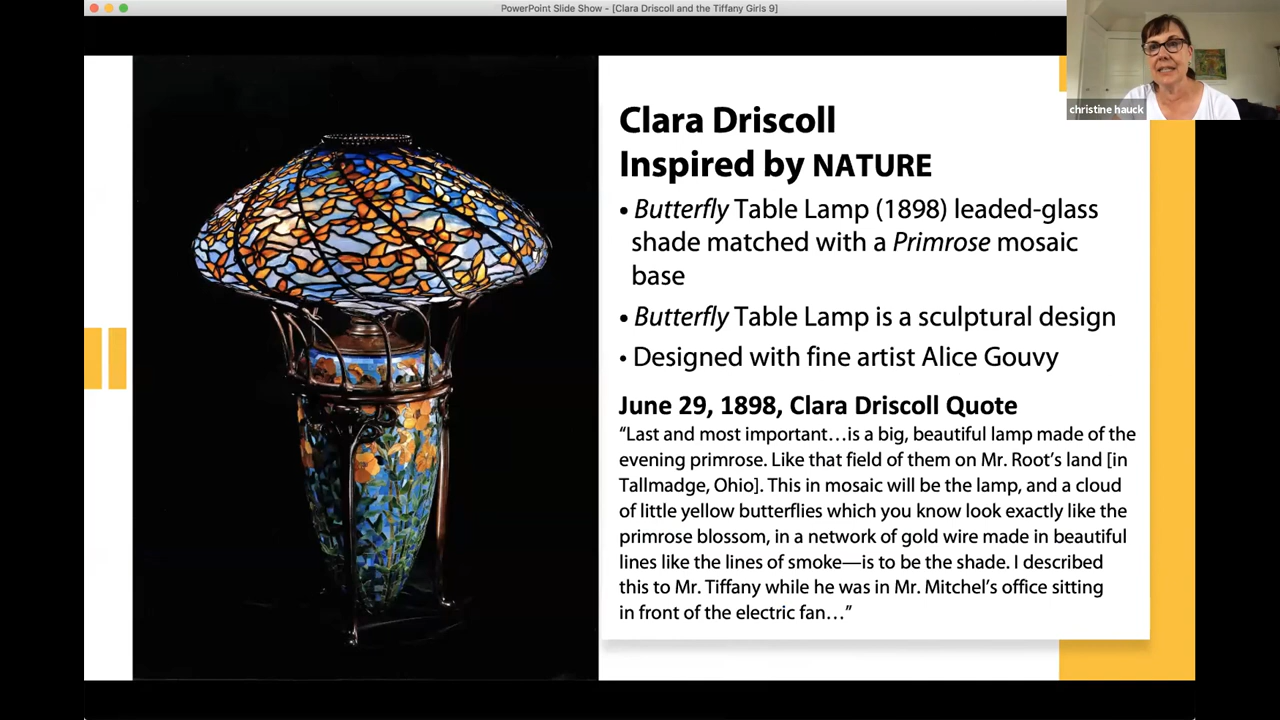 PowerPoint Slide Show - [Clara Driscoll and the Tiffany Girls 9]
christine hauck
Clara Driscoll
Inspired by NATURE
• Butterfly Table Lamp (1898) leaded-glass
shade matched with a Primrose mosaic
base
• Butterfly Table Lamp is a sculptural design
• Designed with fine artist Alice Gouvy
June 29, 1898, Clara Driscoll Quote
“Last and most important…is a big, beautiful lamp made of the
evening primrose. Like that field of them on Mr. Root’s land [in
Tallmadge, Ohio]. This in mosaic will be the lamp, and a cloud
of little yellow butterflies which you know look exactly like the
primrose blossom, in a network of gold wire made in beautiful
lines like the lines of smoke—is to be the shade. I described
this to Mr. Tiffany while he was in Mr. Mitchel’s office sitting
in front of the electric fan…”